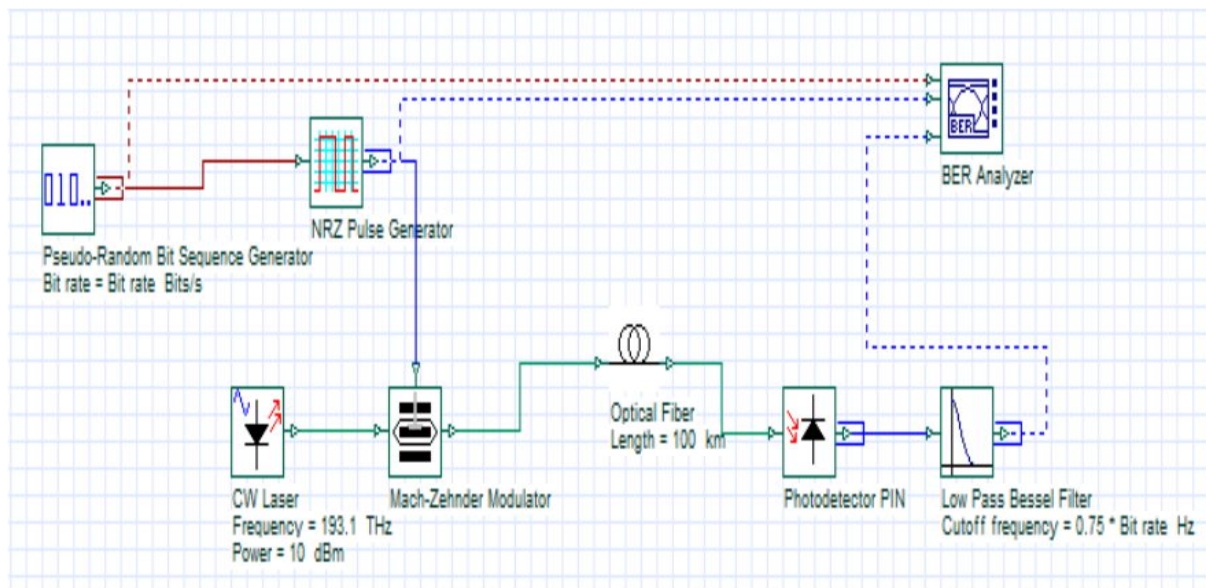 BER
BER Analyzer
010..
NRZ Pulse Generator
Pseudo-Random Bit Sequence Generator
Bit rate = Bit rate  Bits/s
Optical Fiber
Length = 100  km
CW Laser
Frequency = 193.1  THz
Power = 10  dBm
Mach-Zehnder Modulator
Photodetector PIN
Low Pass Bessel Filter
Cutoff frequency = 0.75 * Bit rate  Hz